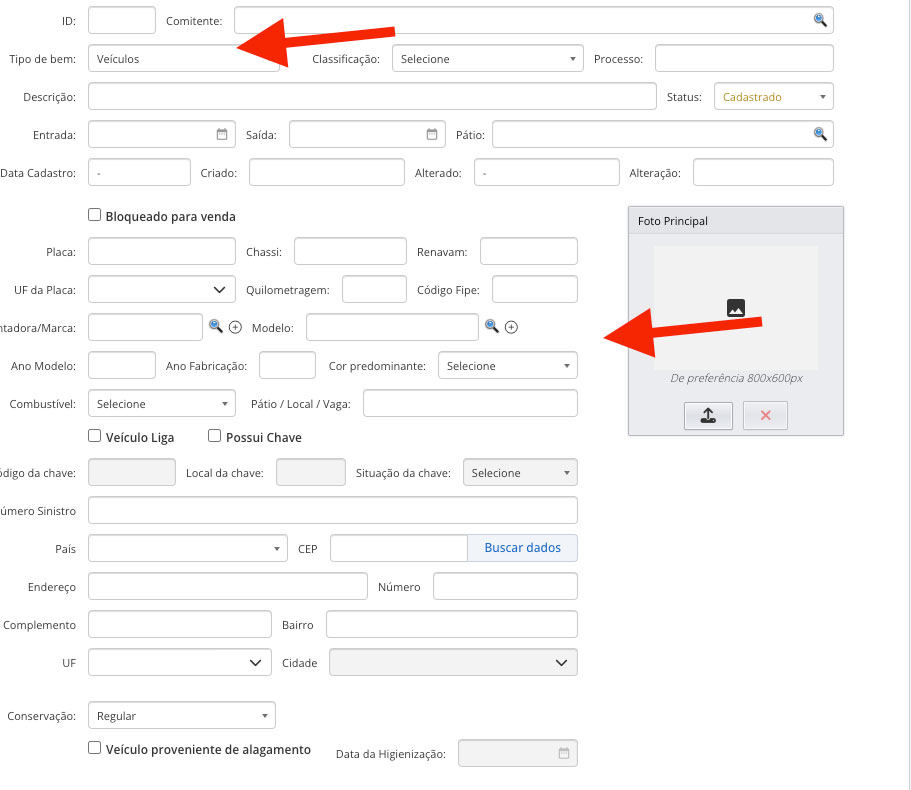 ID: Comitente:
Tipo de bem: Veículos Classificação: Selecione Processo:
Descrição: Status: Cadastrado
Entrada: Saída: Pátio:
Data Cadastro: - Criado: Alterado: - Alteração:
Bloqueado para venda
Foto Principal
Placa: Chassi: Renavam:
UF da Placa: Quilometragem: Código Fipe:
ntadora/Marca: Modelo:
Ano Modelo: Ano Fabricação: Cor predominante: Selecione
De preferência 800x600px
Combustível: Selecione Pátio / Local / Vaga:
Veículo Liga Possui Chave
ódigo da chave: Local da chave: Situação da chave: Selecione
úmero Sinistro
País CEP Buscar dados
Endereço Número
Complemento Bairro
UF Cidade
Conservação: Regular
Veículo proveniente de alagamento Data da Higienização: